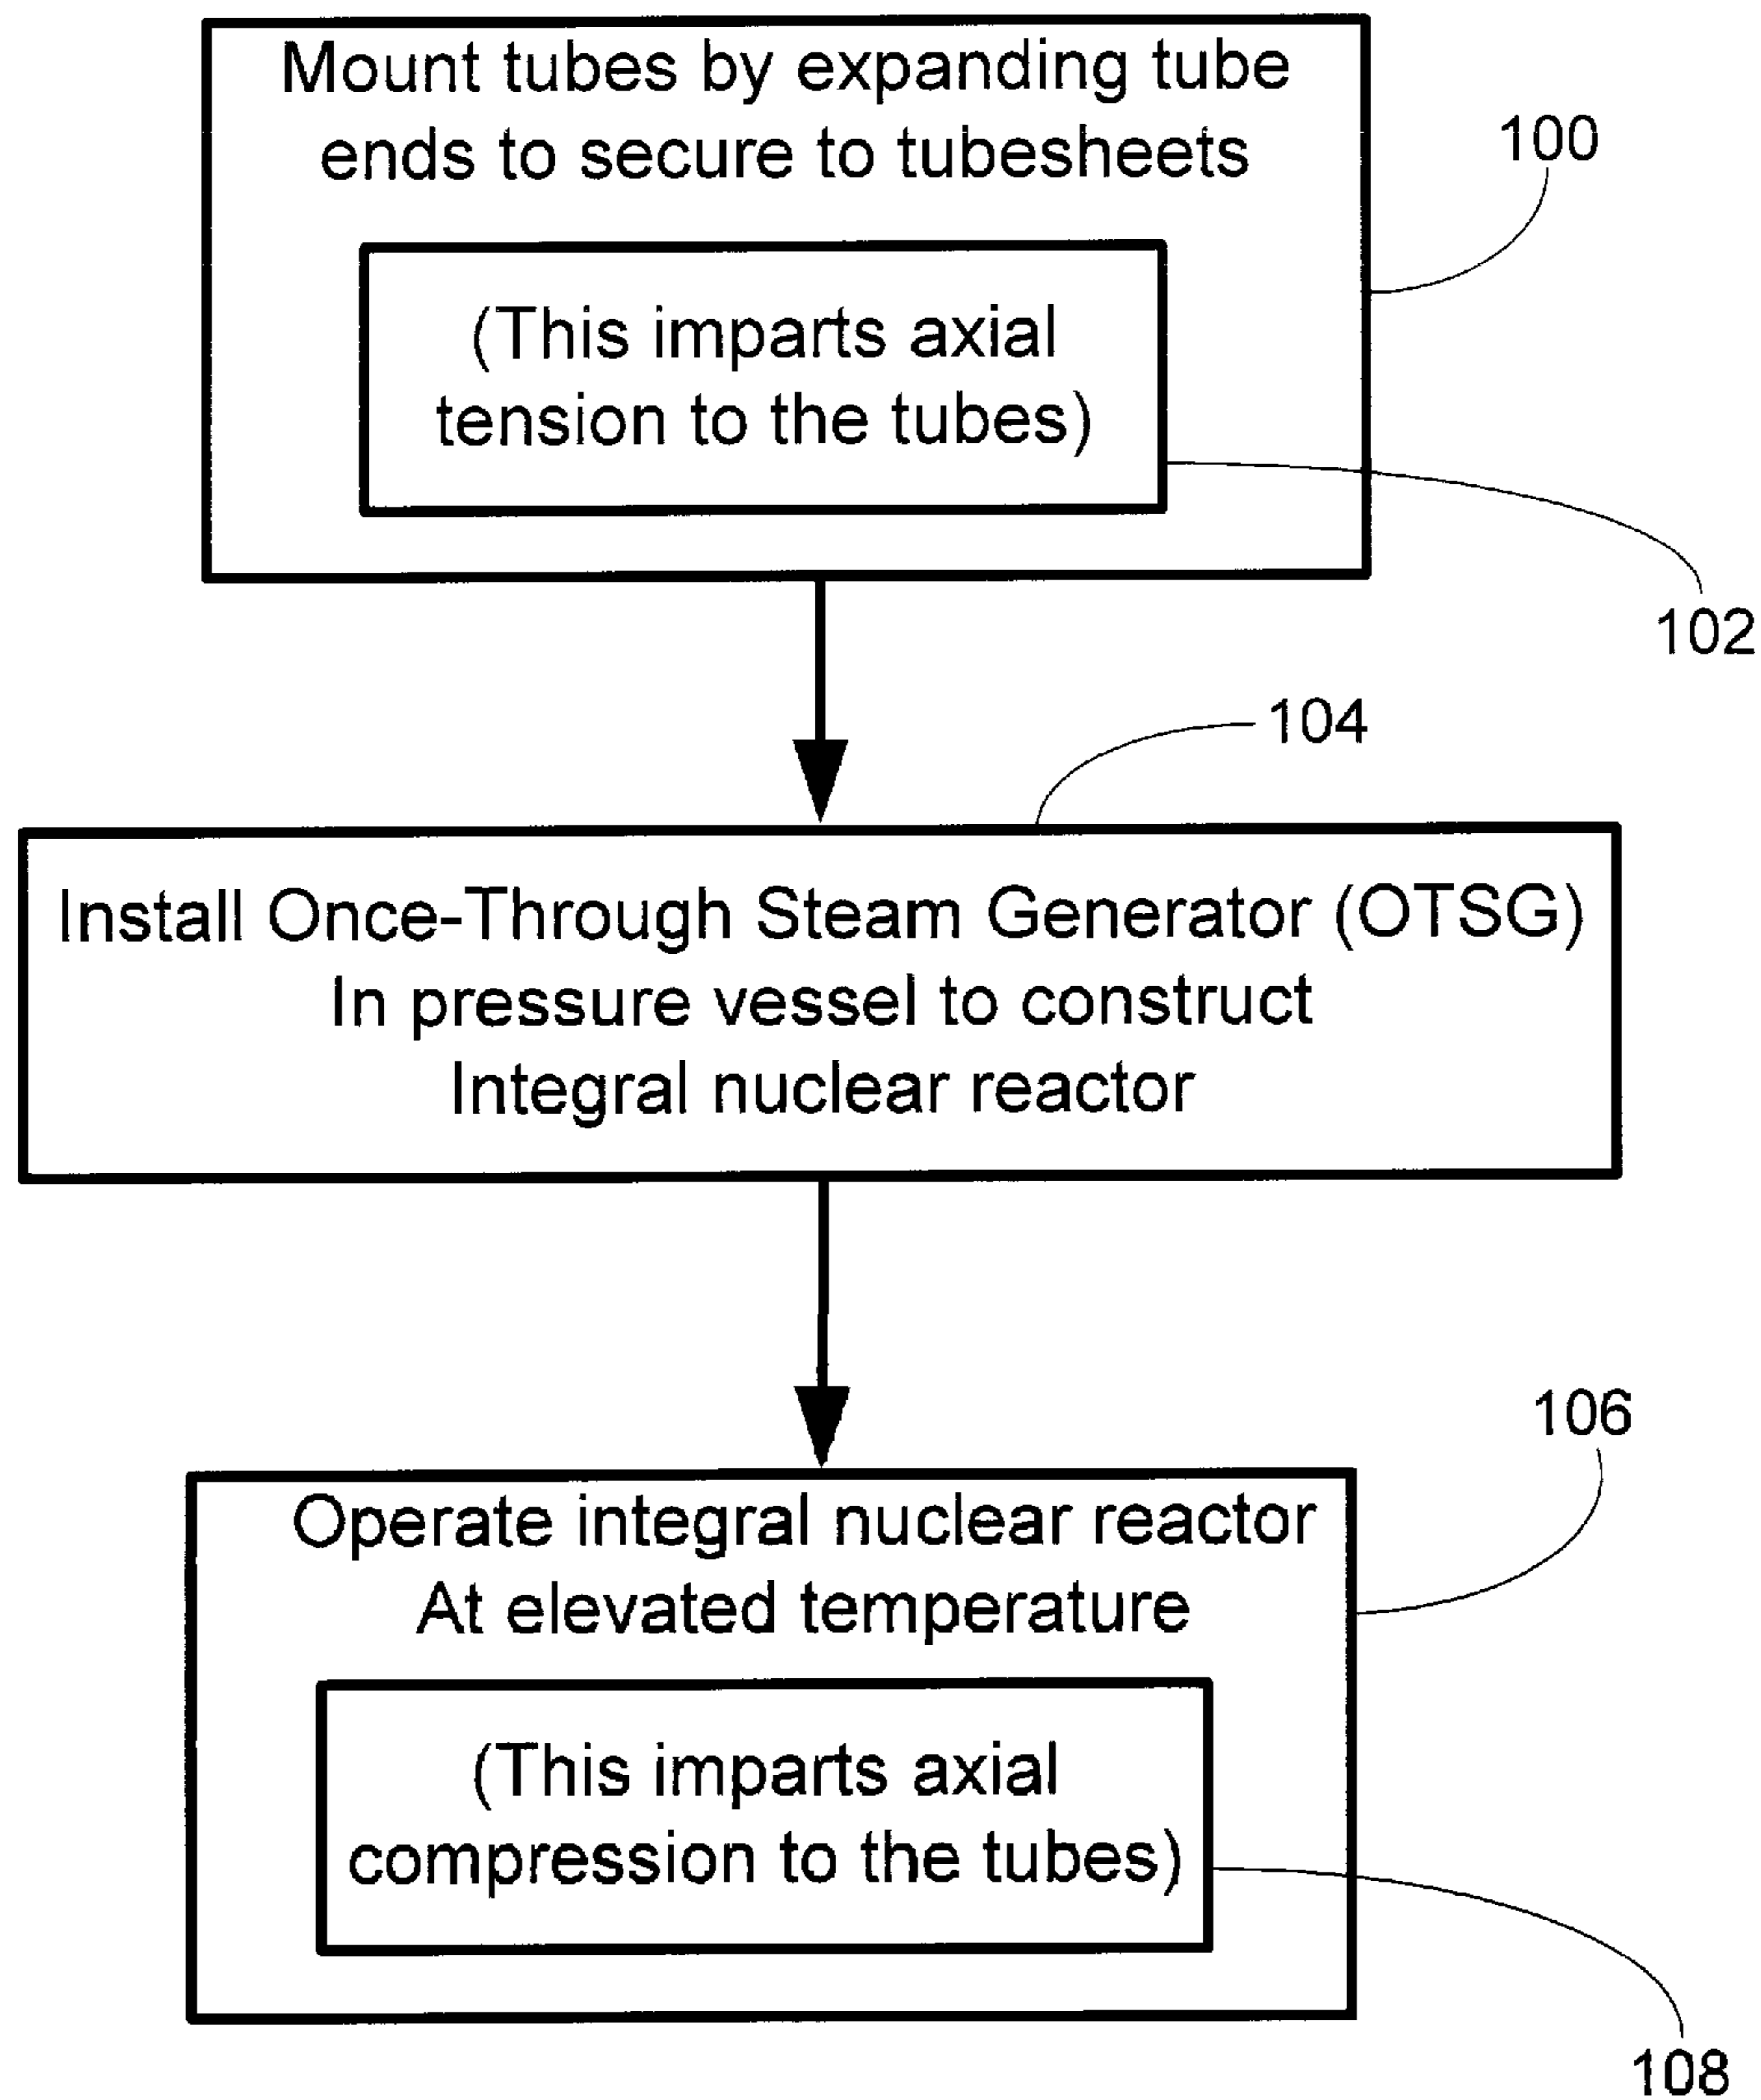 Mount tubes by expanding tube
ends to secure to tubesheets
100
(This imparts axial
tension to the tubes)
102
104
Install Once-Through Steam Generator (OTSG)
In pressure vessel to construct
Integral nuclear reactor
106
Operate integral nuclear reactor
At elevated temperature
(This imparts axial
compression to the tubes)
108